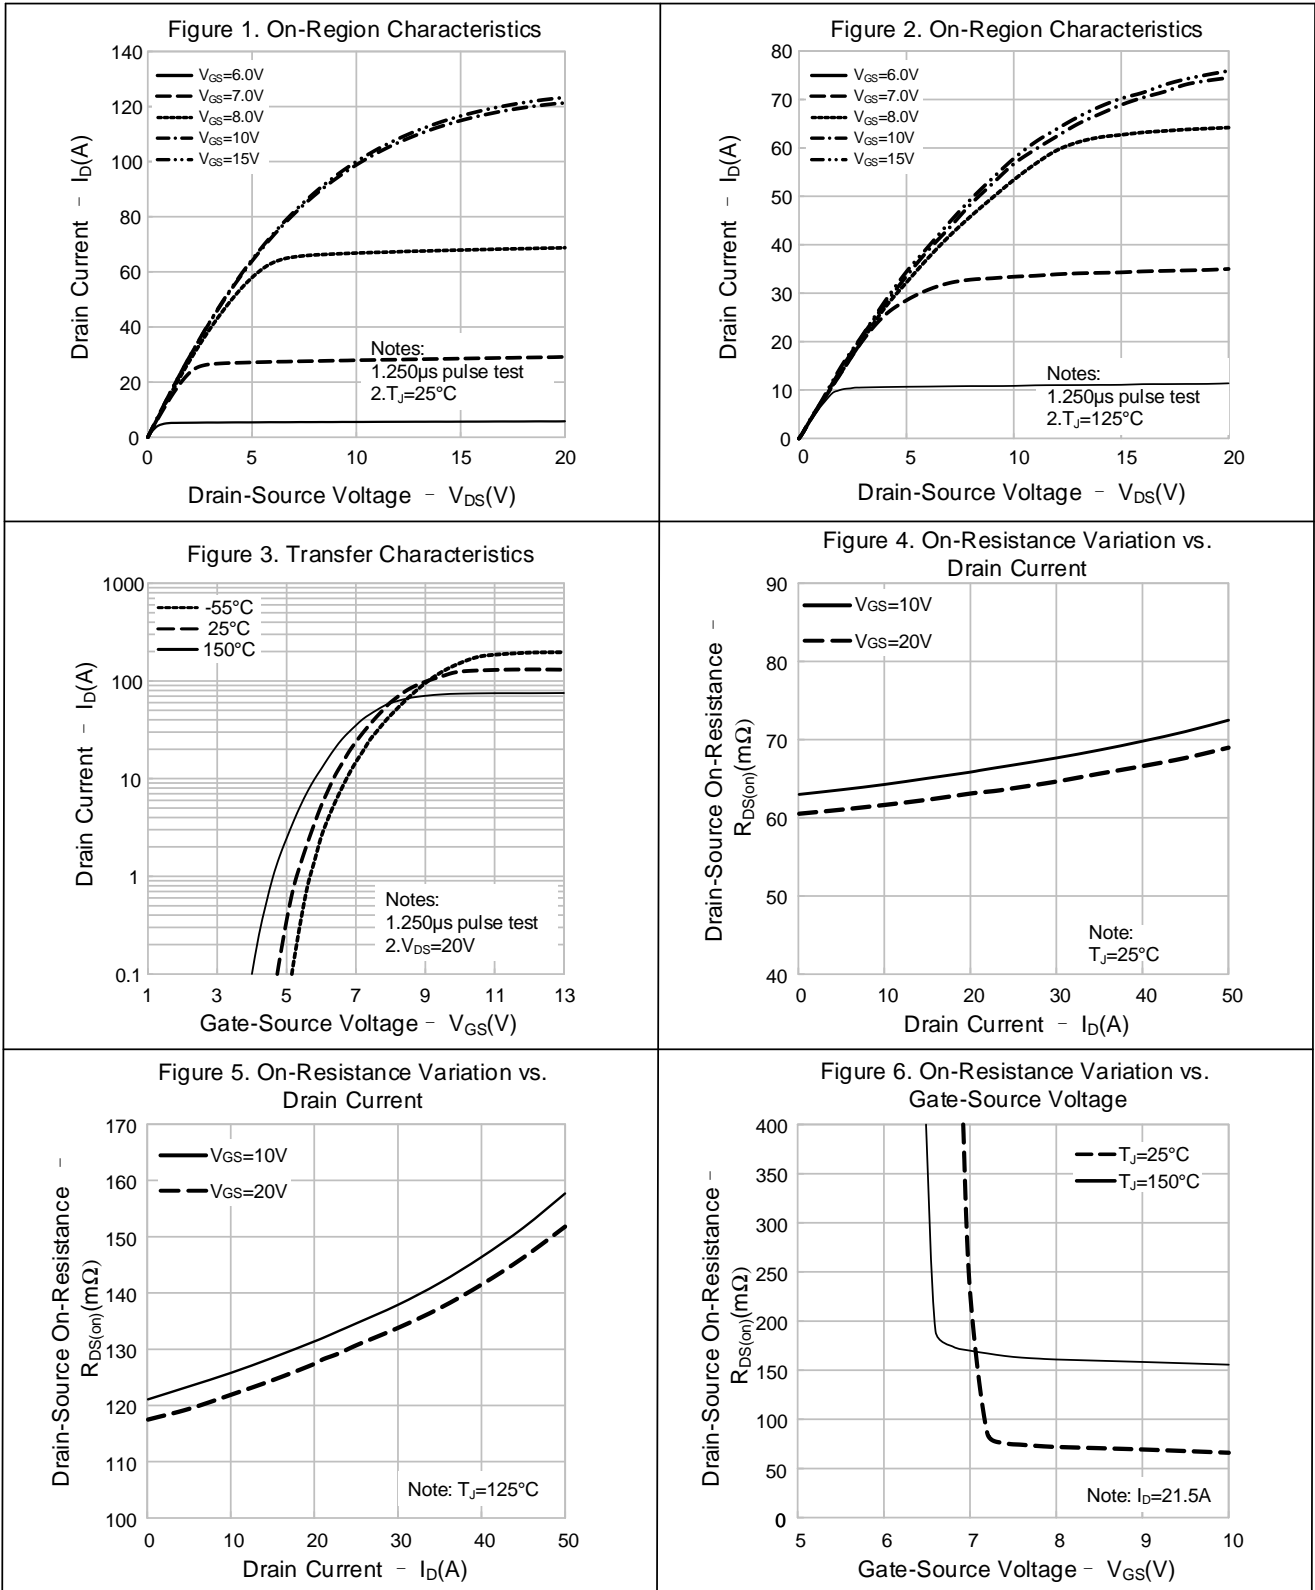 Figure 1. On-Region Characteristics
140
120
100
80
60
40
20
0
Drain Current － ID(A)
VGS=6.0V
VGS=7.0V
VGS=8.0V
VGS=10V
VGS=15V
Notes:
1.250µs pulse test
2.TJ=25°C
0 5 10 15 20
Drain-Source Voltage － VDS(V)
Figure 2. On-Region Characteristics
80
70
60
50
40
30
20
10
0
Drain Current － ID(A)
VGS=6.0V
VGS=7.0V
VGS=8.0V
VGS=10V
VGS=15V
Notes:
1.250µs pulse test
2.TJ=125°C
0 5 10 15 20
Drain-Source Voltage － VDS(V)
Figure 3. Transfer Characteristics
1000
100
10
1
0.1
Drain Current － ID(A)
-55°C
25°C
150°C
Notes:
1.250µs pulse test
2.VDS=20V
1 3 5 7 9 11 13
Gate-Source Voltage － VGS(V)
Figure 4. On-Resistance Variation vs.
Drain Current
90
80
70
60
50
40
Drain-Source On-Resistance －
RDS(on)(mΩ)
VGS=10V
VGS=20V
Note:
TJ=25°C
0 10 20 30 40 50
Drain Current － ID(A)
Figure 5. On-Resistance Variation vs.
Drain Current
170
160
150
140
130
120
110
100
Drain-Source On-Resistance －
RDS(on)(mΩ)
VGS=10V
VGS=20V
Note: TJ=125°C
0 10 20 30 40 50
Drain Current － ID(A)
Figure 6. On-Resistance Variation vs.
Gate-Source Voltage
400
350
300
250
200
150
100
50
0
Drain-Source On-Resistance －
RDS(on)(mΩ)
TJ=25°C
TJ=150°C
Note: ID=21.5A
5 6 7 8 9 10
Gate-Source Voltage － VGS(V)